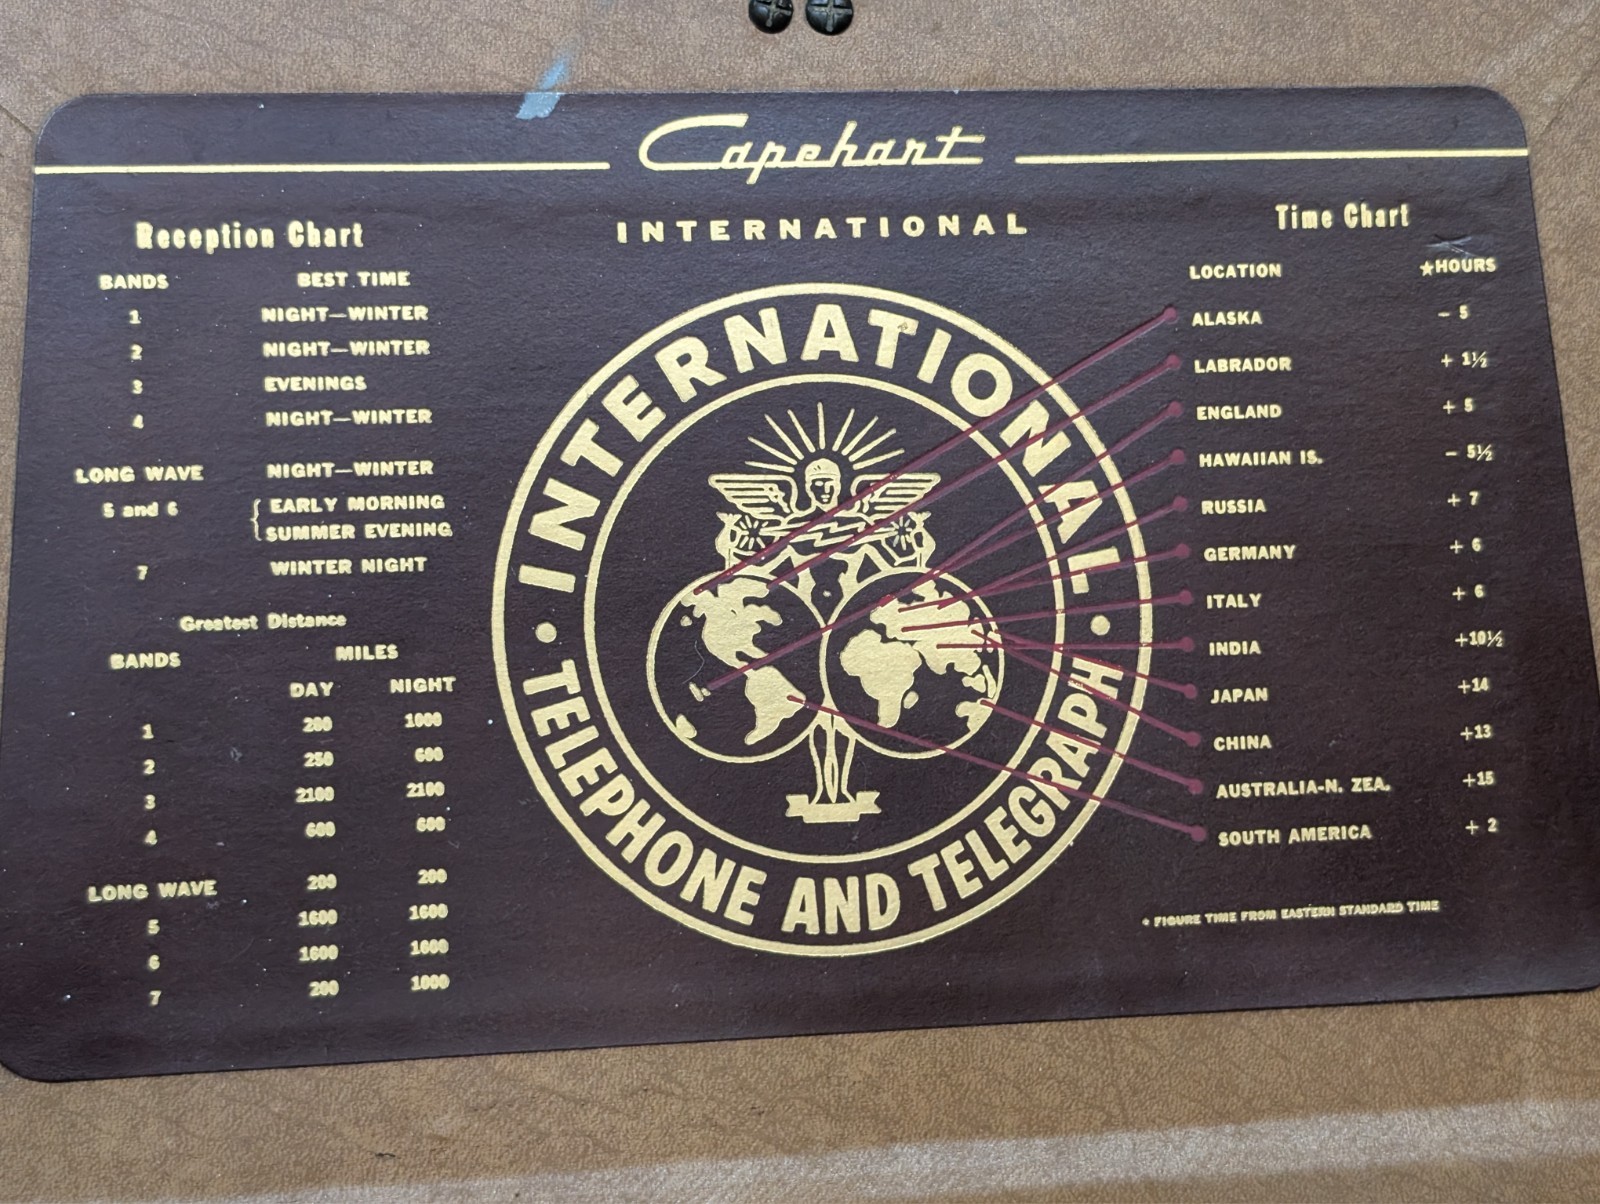 Capehart
INTERNATIONAL
Reception Chart
BANDS BEST TIME
1 NIGHT—WINTER
2 NIGHT—WINTER
3 EVENINGS
4 NIGHT—WINTER
LONG WAVE NIGHT—WINTER
5 and 6 { EARLY MORNING
SUMMER EVENING
7 WINTER NIGHT
Greatest Distance
BANDS MILES
DAY NIGHT
1 200 1000
2 250 600
3 2100 2100
4 600 600
LONG WAVE 200 200
5 1600 1600
6 1600 1600
7 200 1000
INTERNATIONAL
• TELEPHONE AND TELEGRAPH •
Time Chart
LOCATION ★HOURS
ALASKA - 5
LABRADOR + 1½
ENGLAND + 5
HAWAIIAN IS. - 5½
RUSSIA + 7
GERMANY + 6
ITALY + 6
INDIA +10½
JAPAN +14
CHINA +13
AUSTRALIA-N. ZEA. +15
SOUTH AMERICA + 2
★ FIGURE TIME FROM EASTERN STANDARD TIME